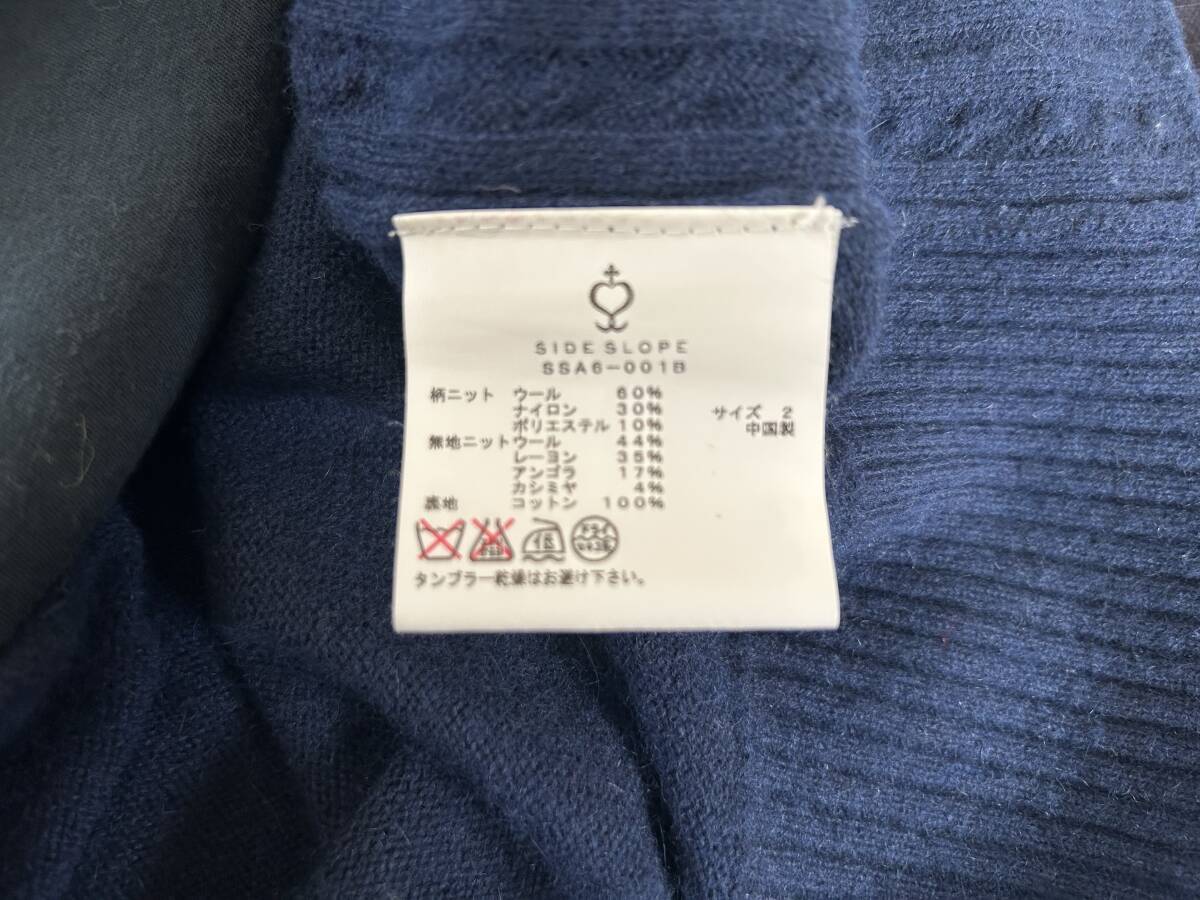 SIDE SLOPE
SSA6-001B
柄ニット ウール 60%
ナイロン 30%
ポリエステル 10%
無地ニット ウール 44%
レーヨン 35%
アンゴラ 17%
カシミヤ 4%
裏地 コットン 100%
サイズ 2
中国製
ドライ
タンブラー乾燥はお避け下さい。